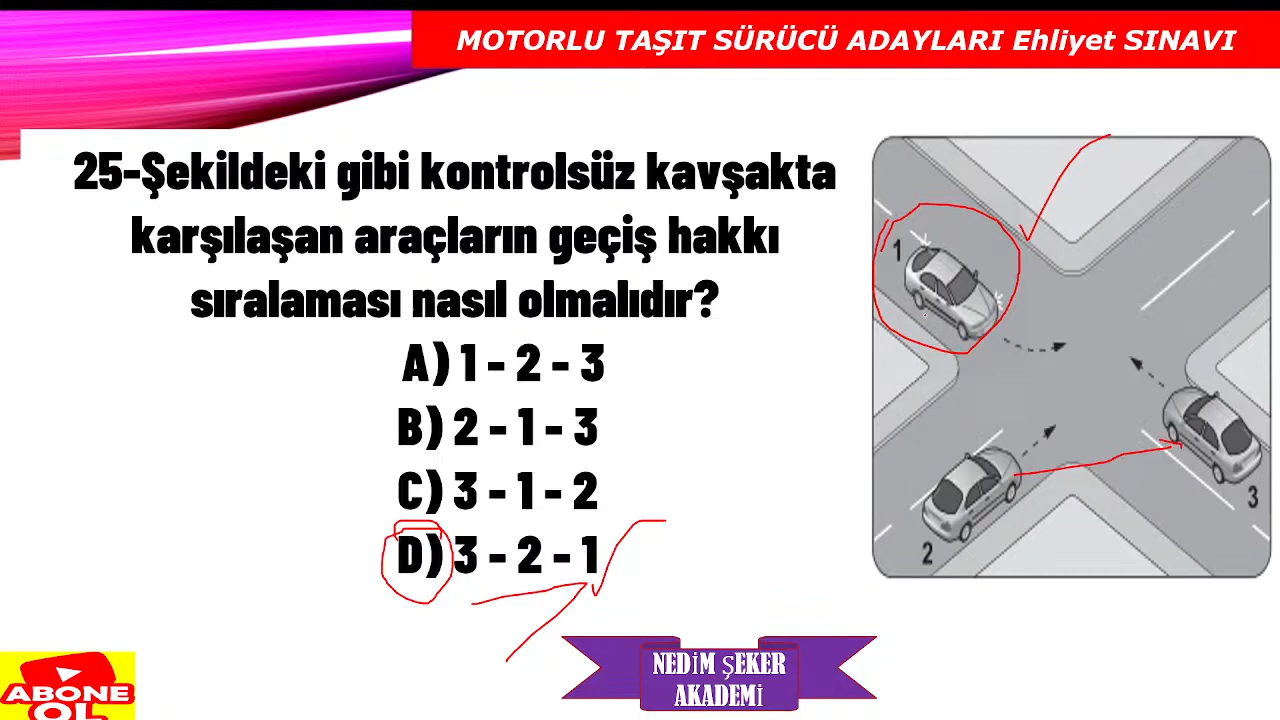 MOTORLU TAŞIT SÜRÜCÜ ADAYLARI Ehliyet SINAVI
25-Şekildeki gibi kontrolsüz kavşakta
karşılaşan araçların geçiş hakkı
sıralaması nasıl olmalıdır?
A) 1 - 2 - 3
B) 2 - 1 - 3
C) 3 - 1 - 2
D) 3 - 2 - 1
1
2
3
NEDİM ŞEKER
AKADEMİ
ABONE
OL